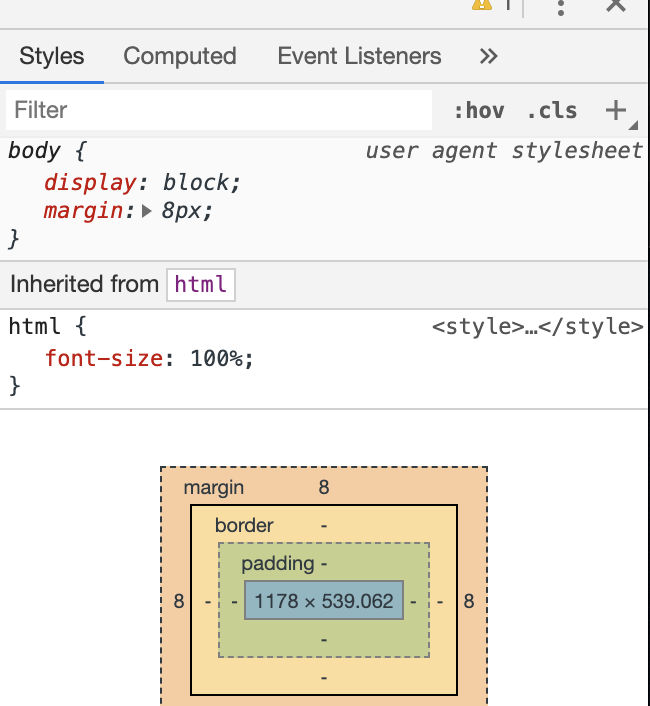 1
Styles Computed Event Listeners »
Filter :hov .cls +
body { user agent stylesheet
display: block;
margin: 8px;
}
Inherited from html
html { <style>…</style>
font-size: 100%;
}
margin 8
border -
padding -
8 - - 1178 × 539.062 - - 8
-
-